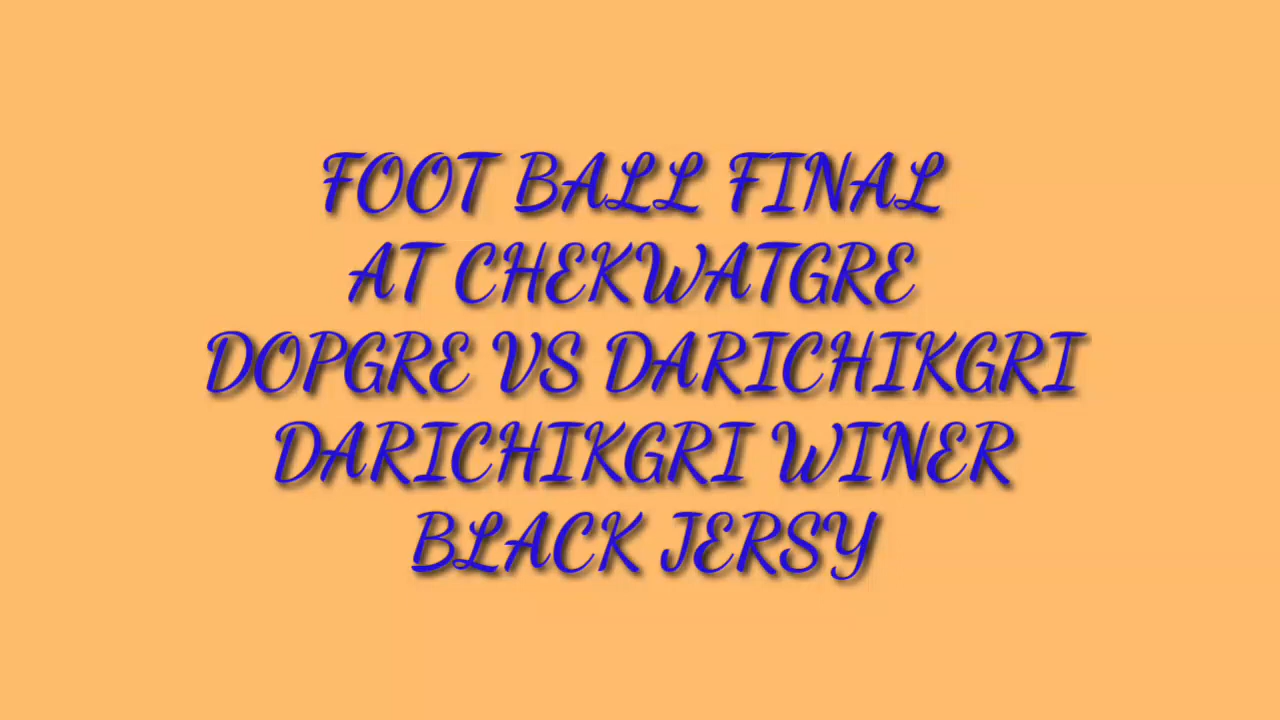 FOOT BALL FINAL
AT CHEKWATGRE
DOPGRE VS DARICHIKGRI
DARICHIKGRI WINER
BLACK JERSY